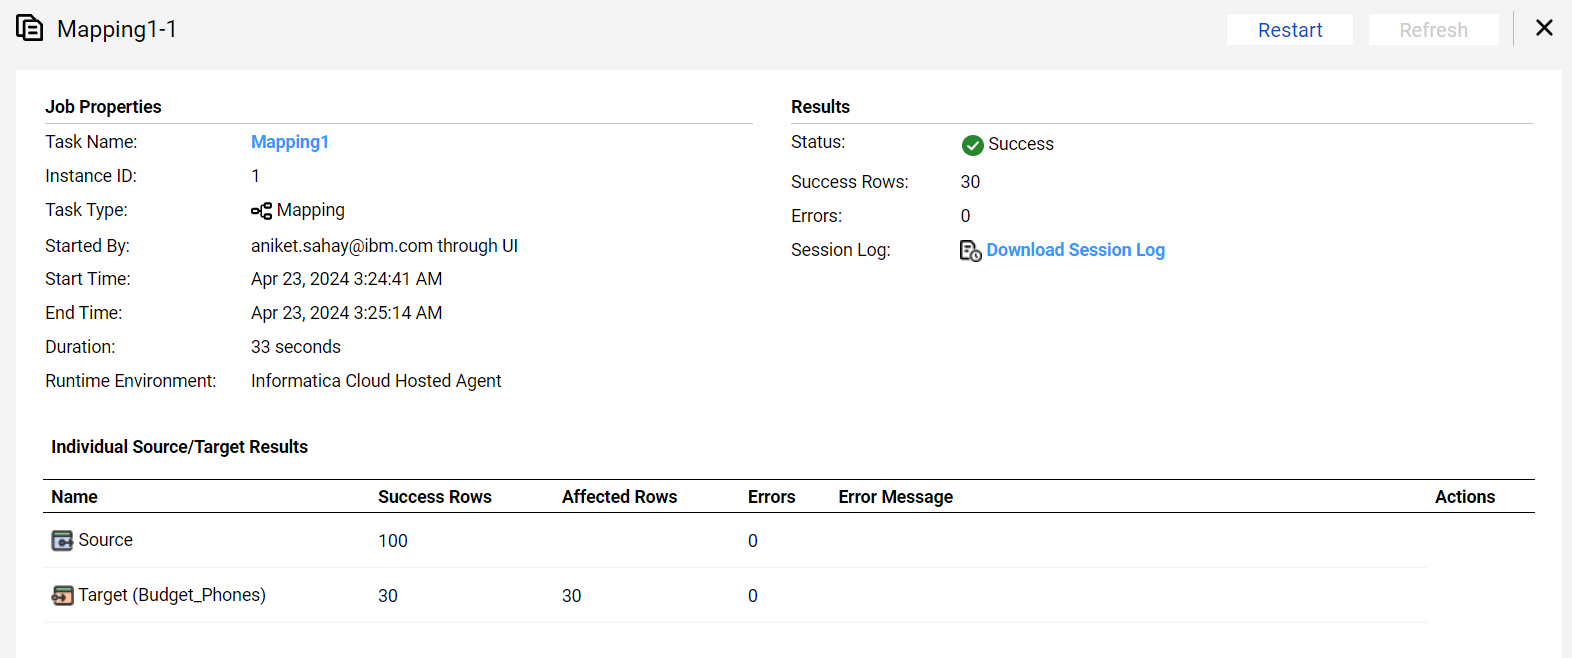 Mapping1-1
Restart
Refresh
Job Properties
Task Name: Mapping1
Instance ID: 1
Task Type: Mapping
Started By: aniket.sahay@ibm.com through UI
Start Time: Apr 23, 2024 3:24:41 AM
End Time: Apr 23, 2024 3:25:14 AM
Duration: 33 seconds
Runtime Environment: Informatica Cloud Hosted Agent
Results
Status: Success
Success Rows: 30
Errors: 0
Session Log: Download Session Log
Individual Source/Target Results
Name Success Rows Affected Rows Errors Error Message Actions
Source 100 0
Target (Budget_Phones) 30 30 0